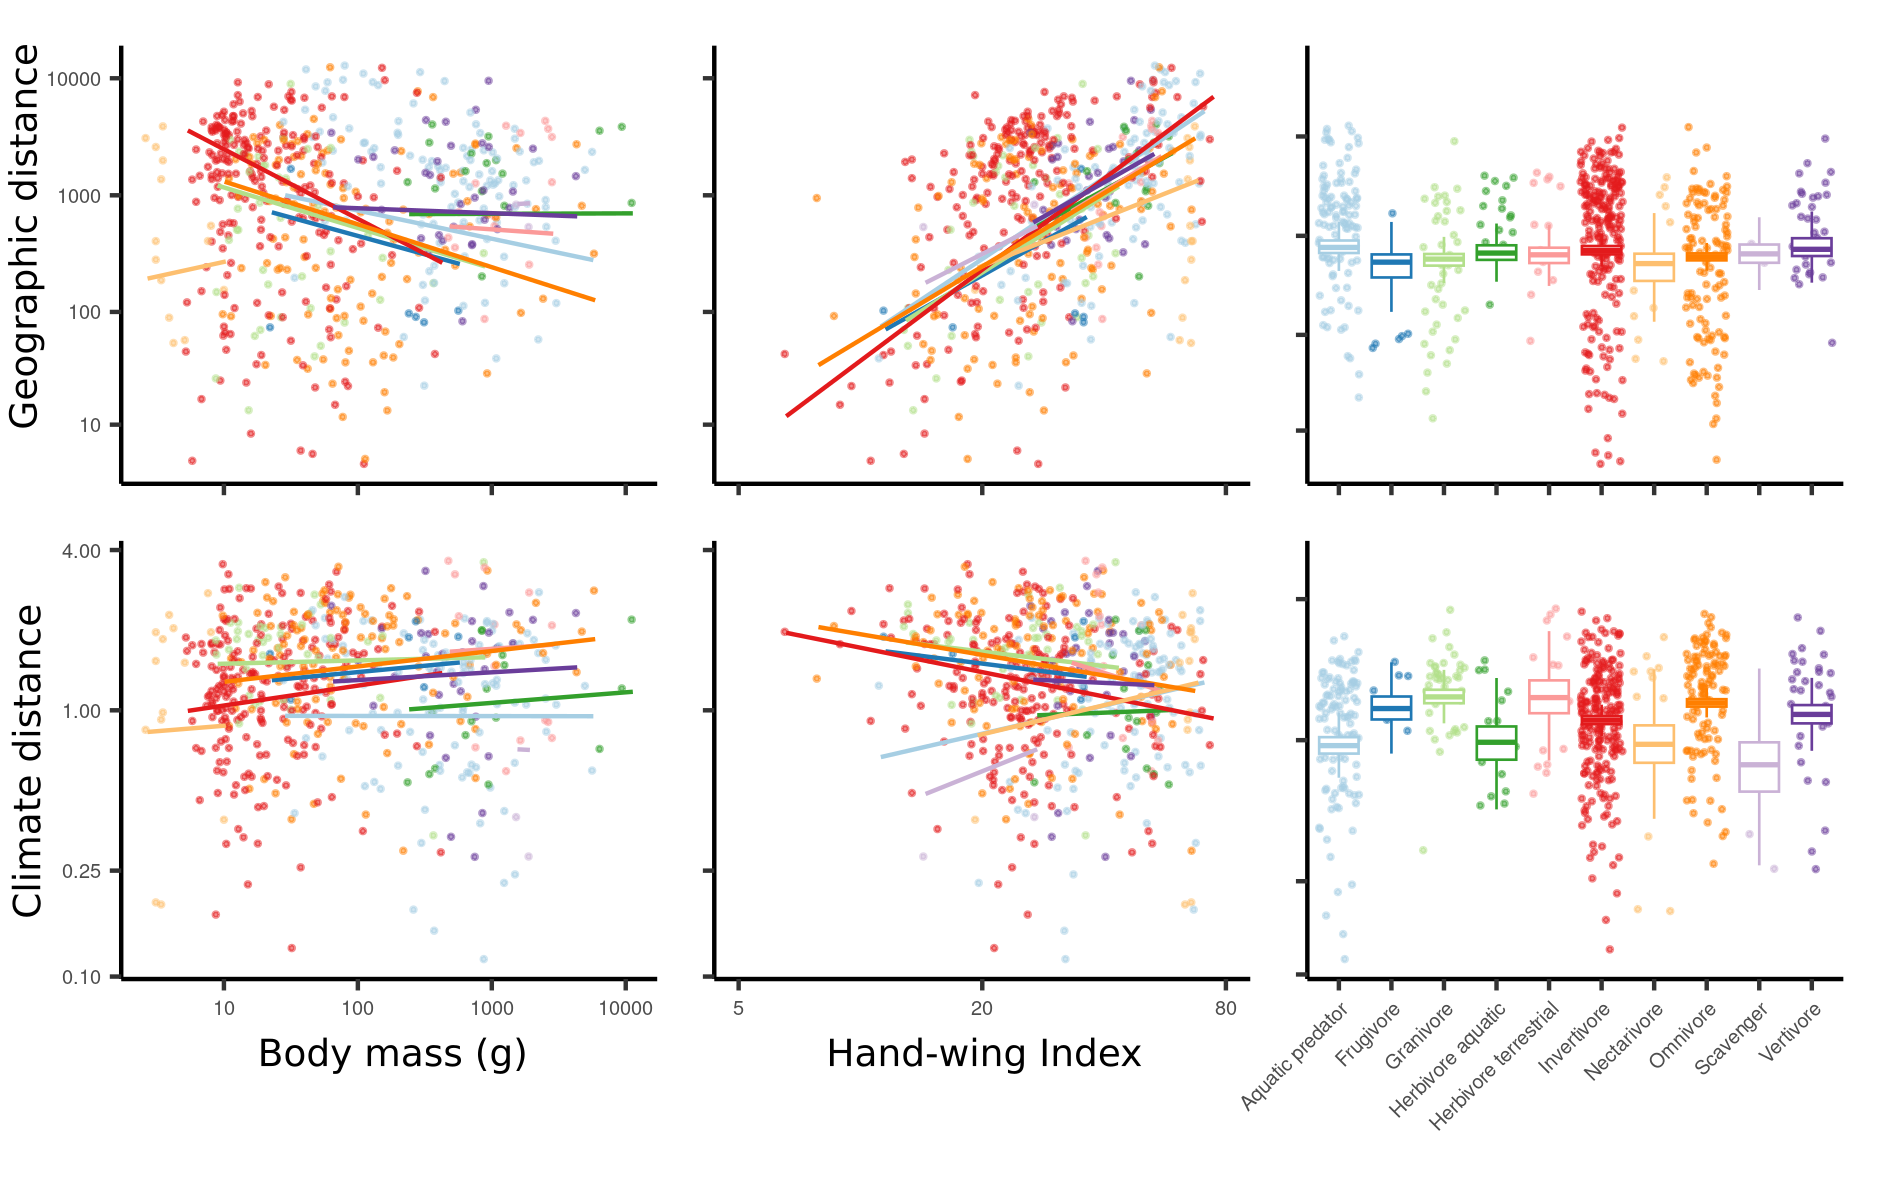 Geographic distance
10000
1000
100
10
Climate distance
4.00
1.00
0.25
0.10
10
100
1000
10000
Body mass (g)
5
20
80
Hand-wing Index
Aquatic predator
Frugivore
Granivore
Herbivore aquatic
Herbivore terrestrial
Invertivore
Nectarivore
Omnivore
Scavenger
Vertivore